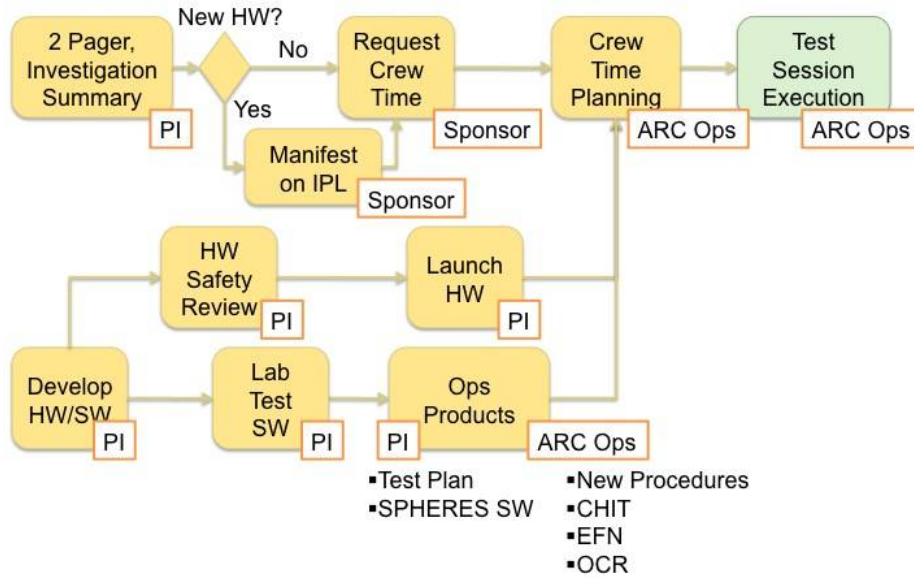 New HW?
2 Pager,
Investigation
Summary
PI
No
Yes
Request
Crew
Time
Sponsor
Crew
Time
Planning
ARC Ops
Test
Session
Execution
ARC Ops
Manifest
on IPL
Sponsor
HW
Safety
Review
PI
Launch
HW
PI
Develop
HW/SW
PI
Lab
Test
SW
PI
Ops
Products
PI
ARC Ops
▪Test Plan
▪SPHERES SW
▪New Procedures
▪CHIT
▪EFN
▪OCR